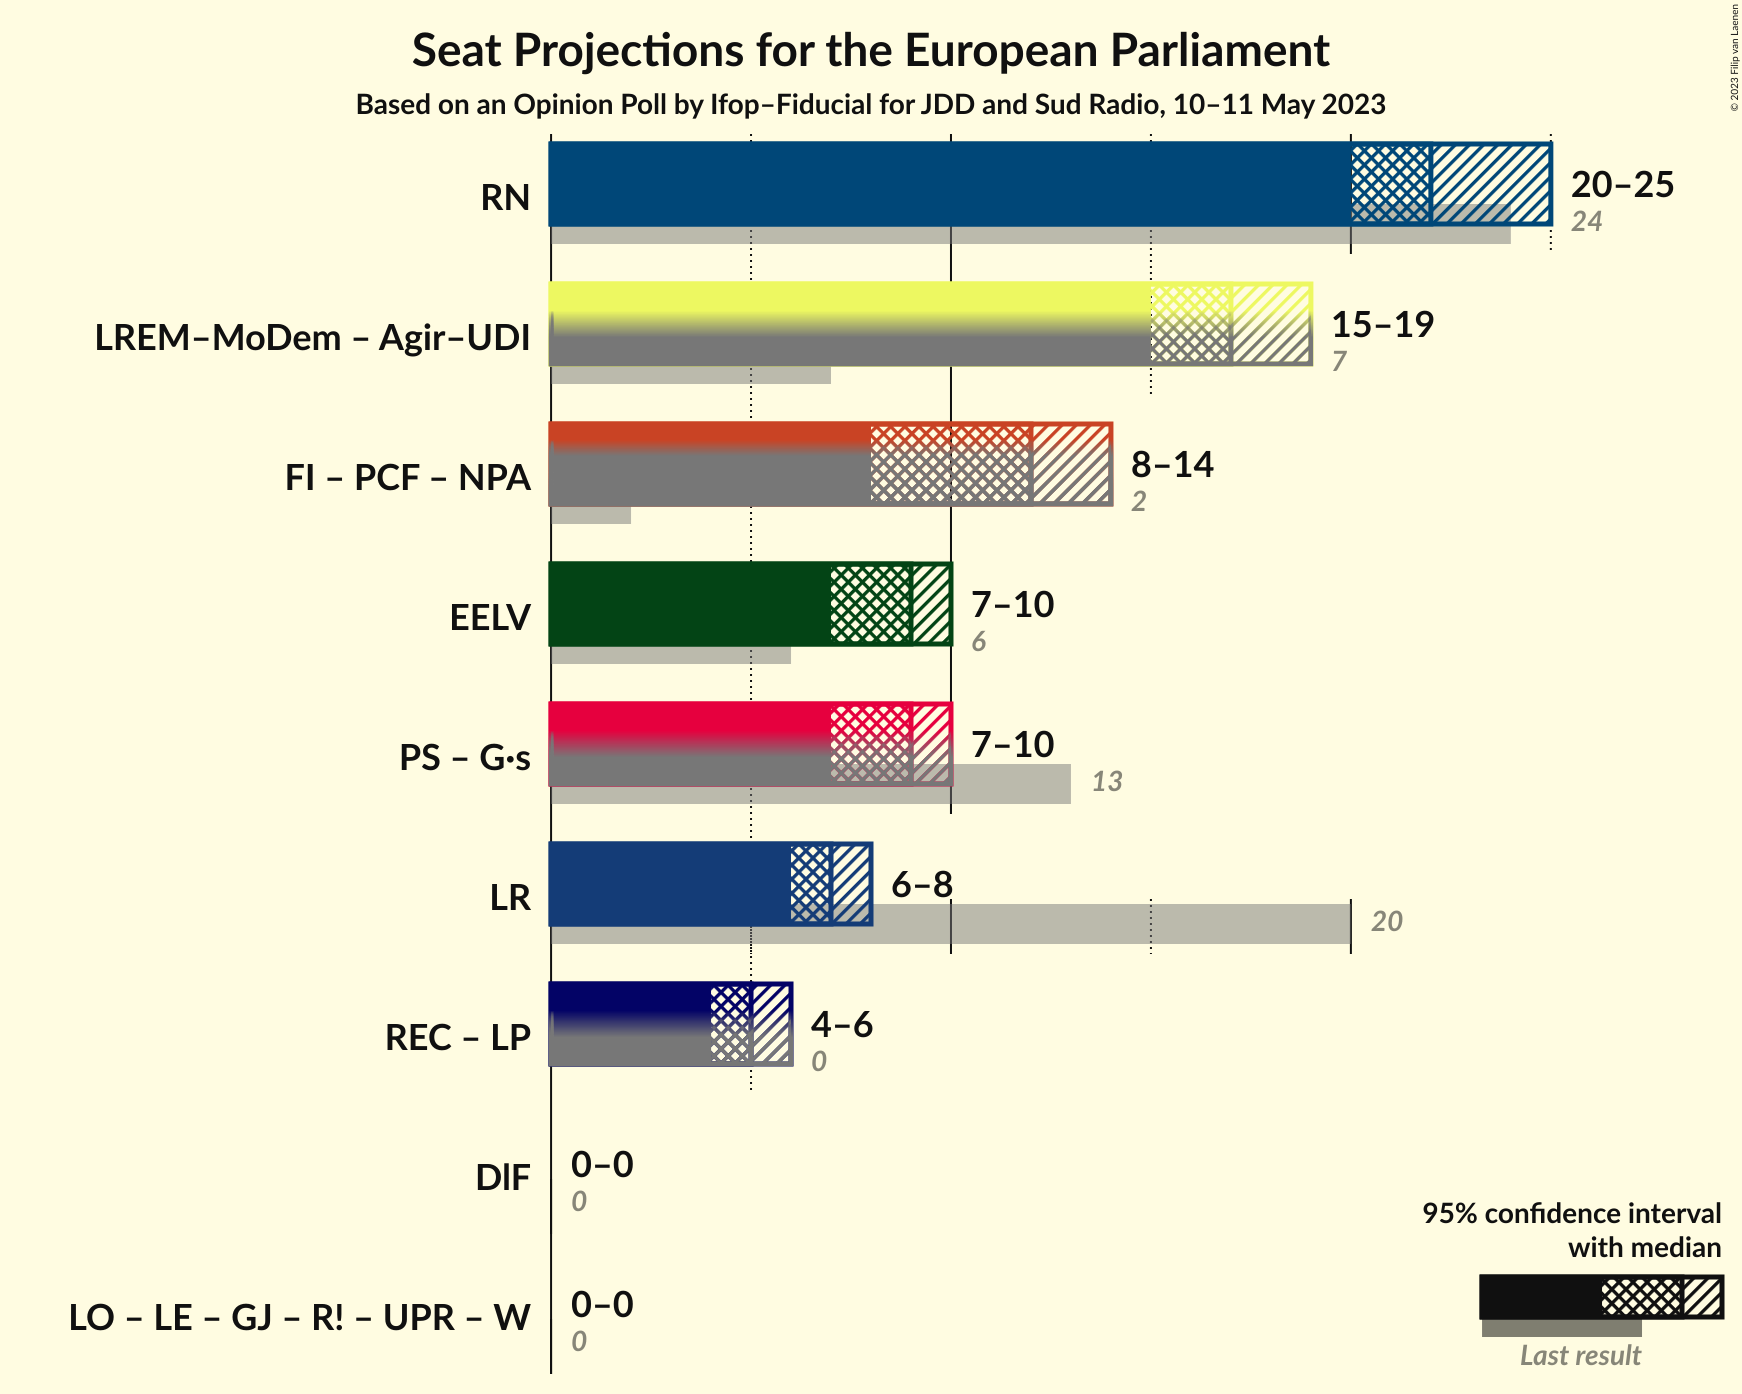 Seat Projections for the European Parliament
Based on an Opinion Poll by Ifop–Fiducial for JDD and Sud Radio, 10–11 May 2023
© 2023 Filip van Laenen
RN
20–25
24
LREM–MoDem – Agir–UDI
15–19
7
FI – PCF – NPA
8–14
2
EELV
7–10
6
PS – G·s
7–10
13
LR
6–8
20
REC – LP
4–6
0
DlF
0–0
0
LO – LE – GJ – R! – UPR – W
0–0
0
95% confidence interval
with median
Last result